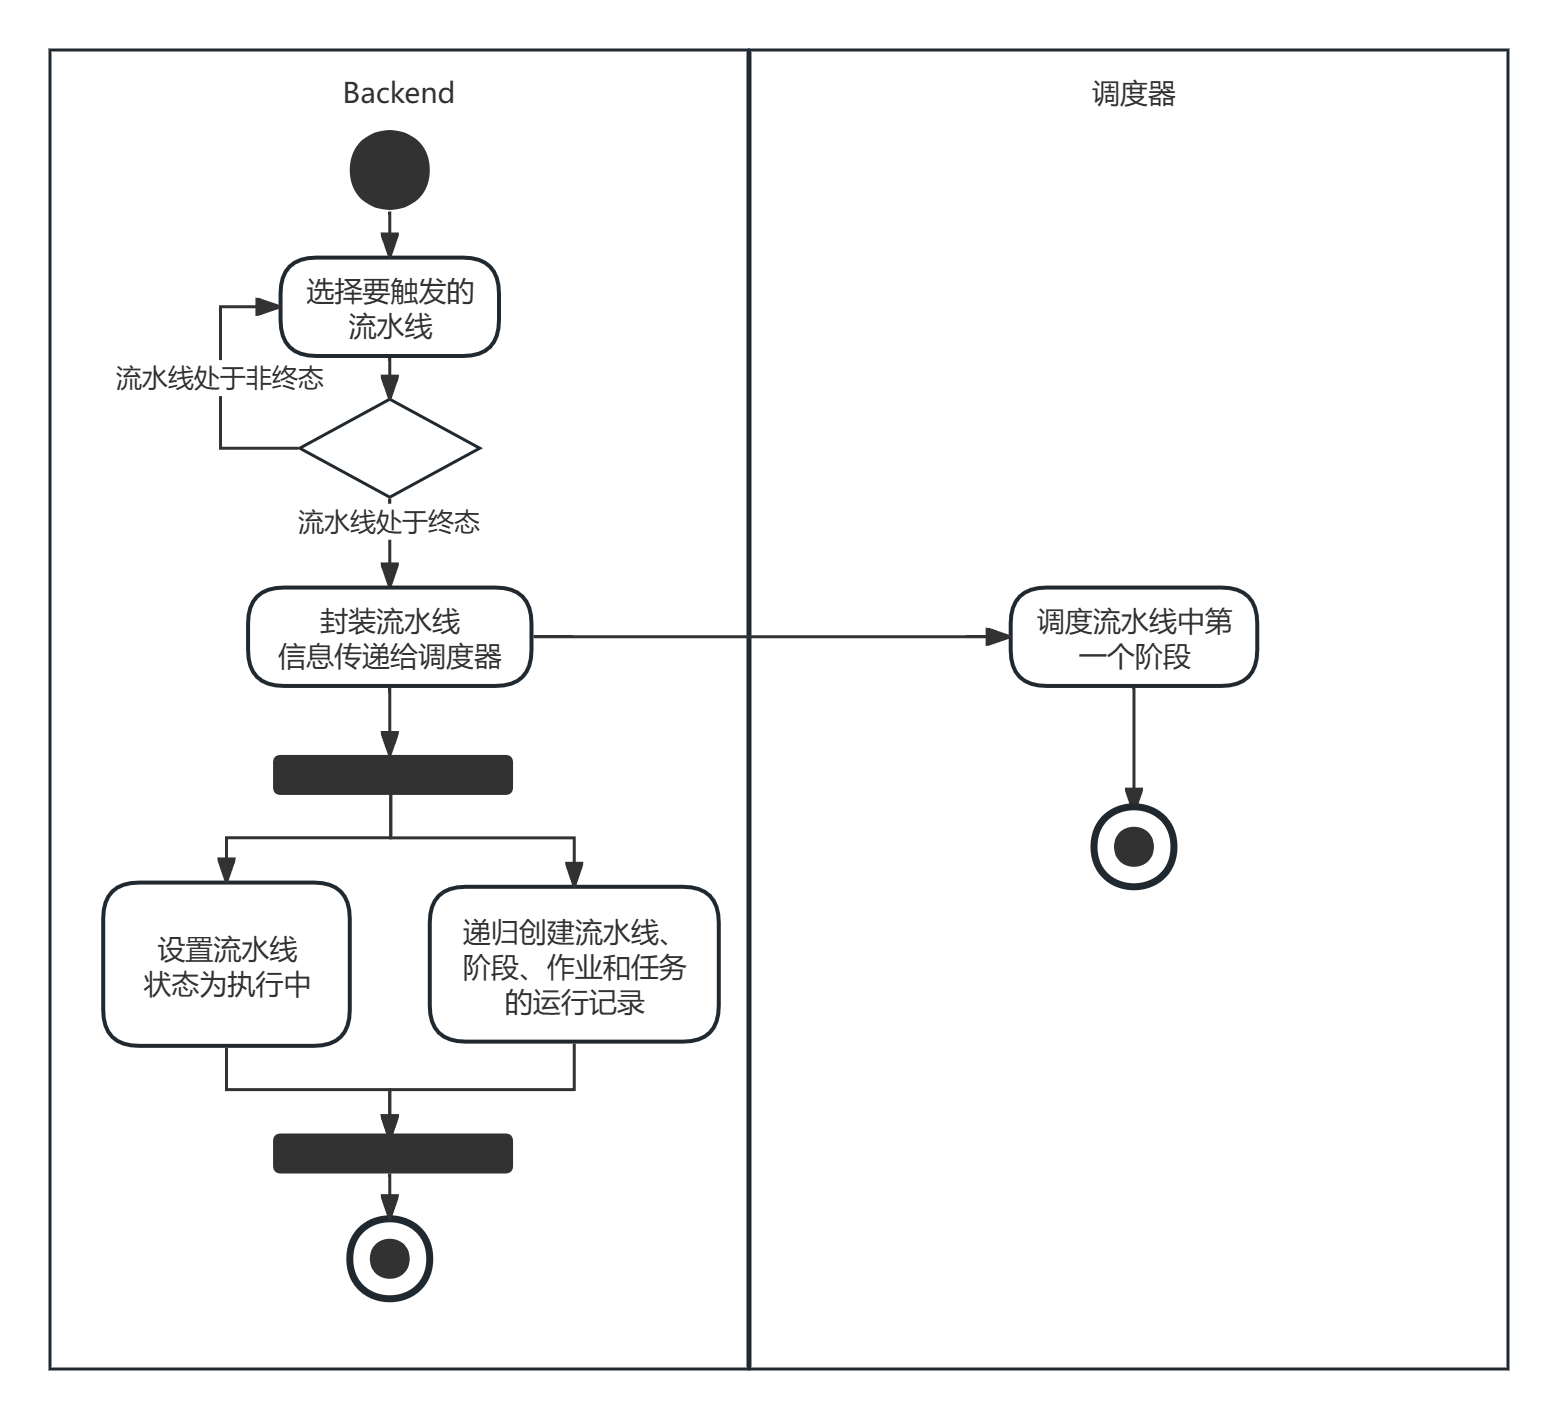 Backend
调度器
选择要触发的
流水线
流水线处于非终态
流水线处于终态
封装流水线
信息传递给调度器
调度流水线中第
一个阶段
设置流水线
状态为执行中
递归创建流水线、
阶段、作业和任务
的运行记录